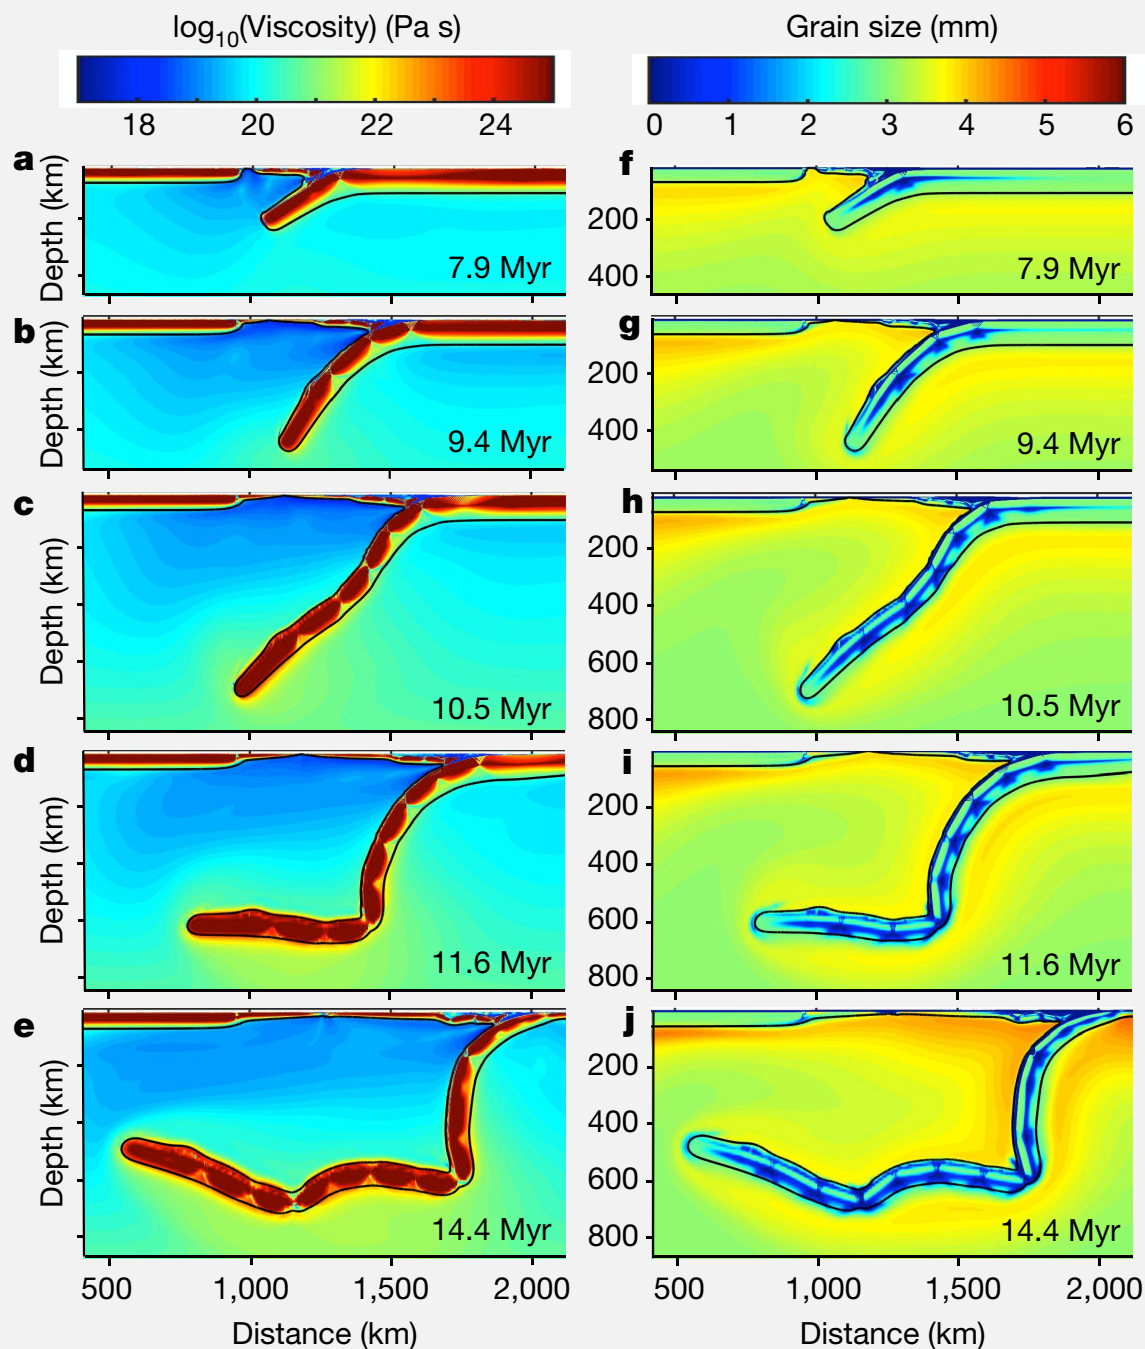 log10(Viscosity) (Pa s)
Grain size (mm)
18 20 22 24
0 1 2 3 4 5 6
a
Depth (km)
7.9 Myr
f
200
400
7.9 Myr
b
Depth (km)
9.4 Myr
g
200
400
9.4 Myr
c
Depth (km)
10.5 Myr
h
200
400
600
800
10.5 Myr
d
Depth (km)
11.6 Myr
i
200
400
600
800
11.6 Myr
e
Depth (km)
14.4 Myr
j
200
400
600
800
14.4 Myr
500 1,000 1,500 2,000
500 1,000 1,500 2,000
Distance (km)
Distance (km)